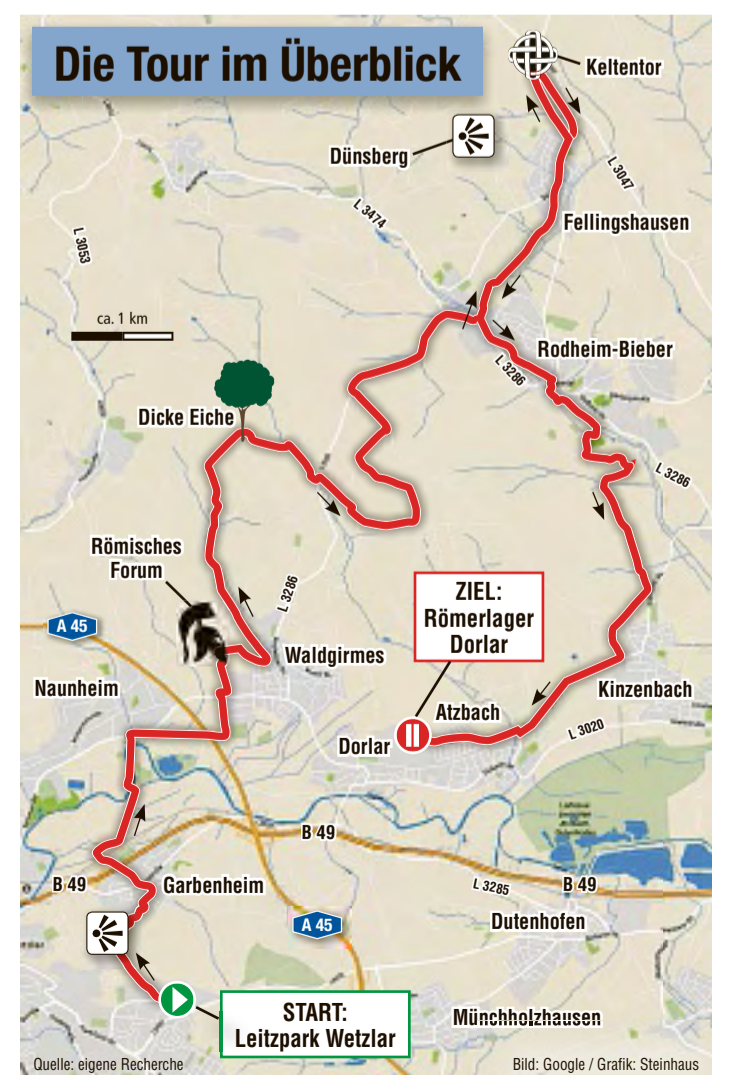 Die Tour im Überblick
Keltentor
Dünsberg
L 3047
L 3474
Fellingshausen
L 3053
ca. 1 km
Rodheim-Bieber
L 3286
Dicke Eiche
L 3286
Römisches
Forum
L 3286
ZIEL:
Römerlager
Dorlar
A 45
Waldgirmes
Naunheim
Kinzenbach
Atzbach
Dorlar
L 3020
B 49
B 49
Garbenheim
L 3285
B 49
A 45
Dutenhofen
START:
Leitzpark Wetzlar
Münchholzhausen
Quelle: eigene Recherche
Bild: Google / Grafik: Steinhaus